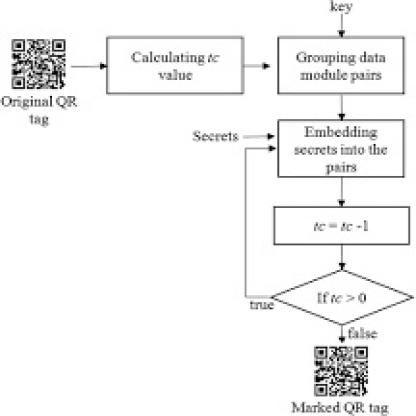 key
Calculating tc
value
Grouping data
module pairs
Original QR
tag
Secrets
Embedding
secrets into the
pairs
tc = tc -1
If tc > 0
true
false
Marked QR tag